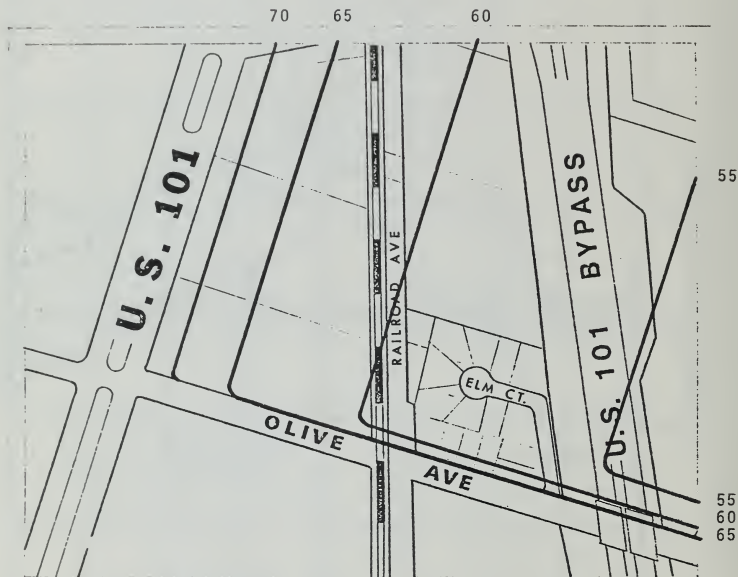 70 65 60
55
U.S. 101
RAILROAD AVE
U.S. 101 BYPASS
ELM CT.
OLIVE AVE
55
60
65